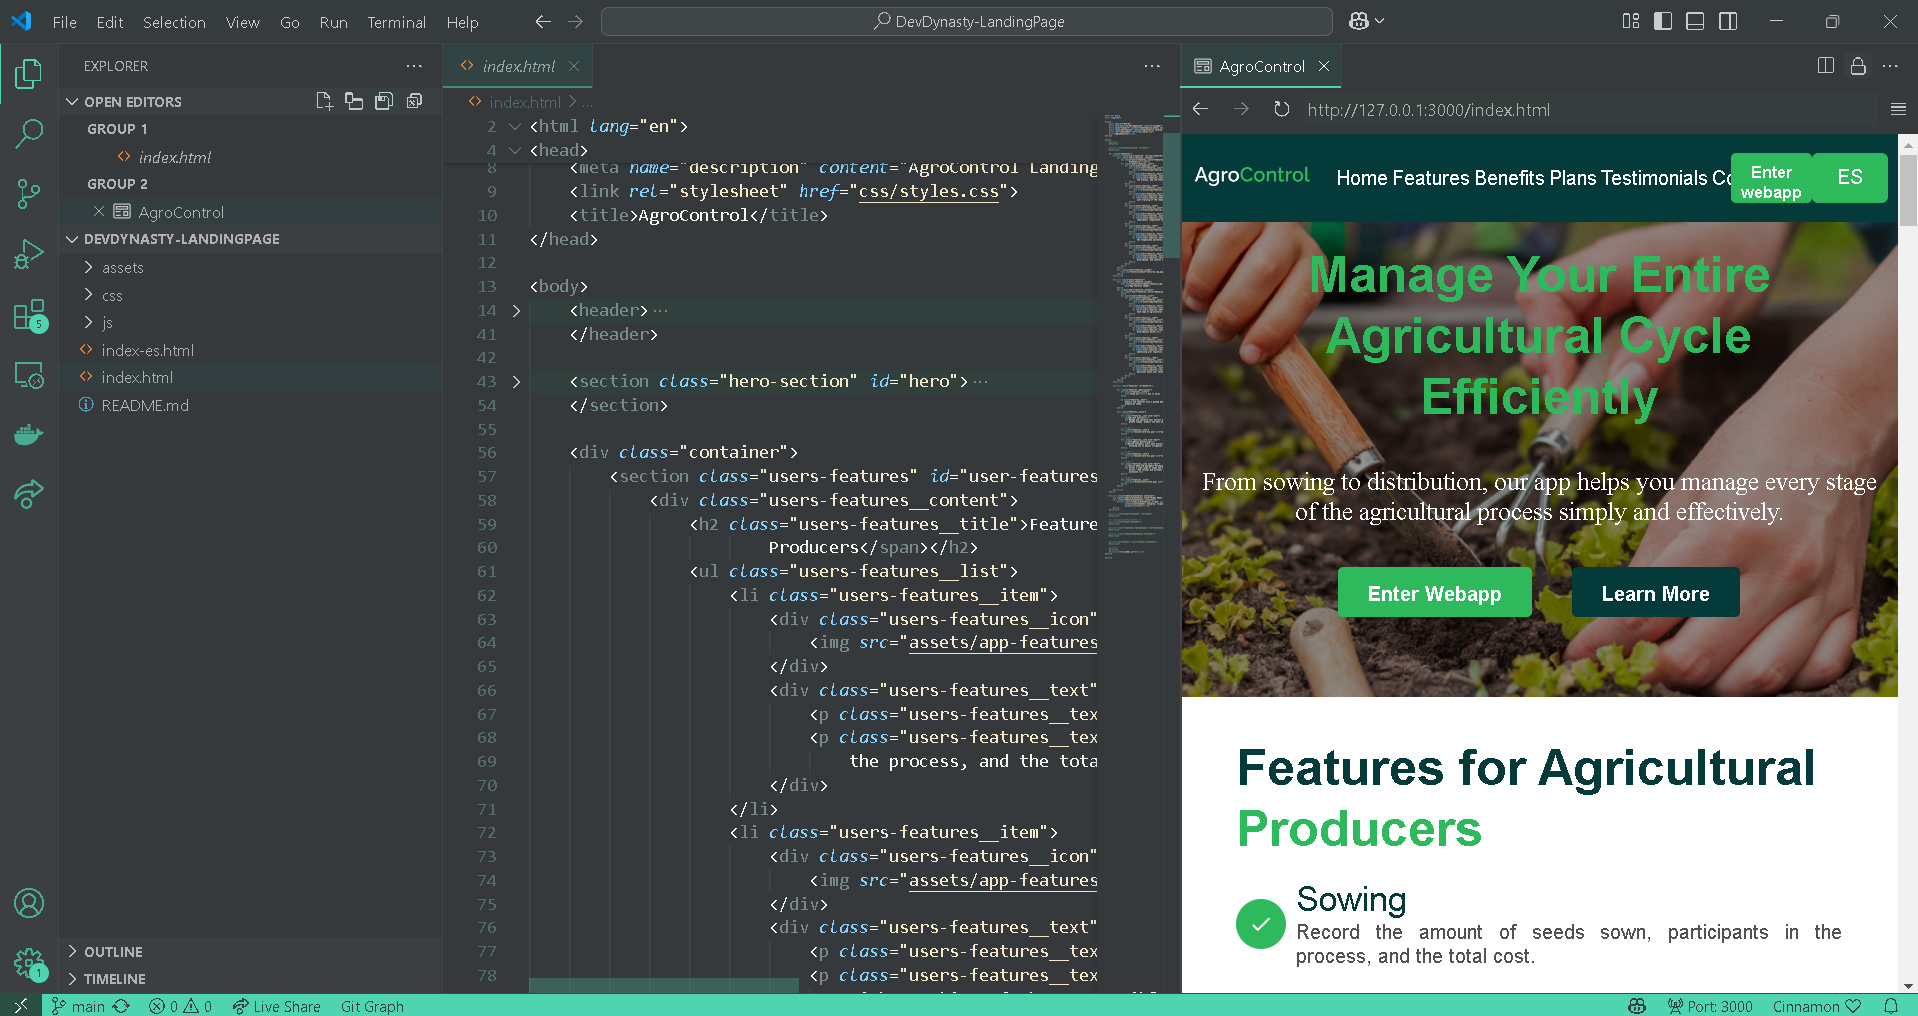 File Edit Selection View Go Run Terminal Help
DevDynasty-LandingPage
EXPLORER
OPEN EDITORS
GROUP 1
index.html
GROUP 2
AgroControl
DEVDYNASTY-LANDINGPAGE
assets
css
js
index-es.html
index.html
README.md
OUTLINE
TIMELINE
5
1
index.html
index.html > ...
2 <html lang="en">
4 <head>
8 <meta name="description" content="AgroControl Landing
9 <link rel="stylesheet" href="css/styles.css">
10 <title>AgroControl</title>
11 </head>
12
13 <body>
14 <header> ...
41 </header>
42
43 <section class="hero-section" id="hero"> ...
54 </section>
55
56 <div class="container">
57 <section class="users-features" id="user-features
58 <div class="users-features__content">
59 <h2 class="users-features__title">Feature
60 Producers</span></h2>
61 <ul class="users-features__list">
62 <li class="users-features__item">
63 <div class="users-features__icon"
64 <img src="assets/app-features
65 </div>
66 <div class="users-features__text"
67 <p class="users-features__tex
68 <p class="users-features__tex
69 the process, and the tota
70 </div>
71 </li>
72 <li class="users-features__item">
73 <div class="users-features__icon"
74 <img src="assets/app-features
75 </div>
76 <div class="users-features__text"
77 <p class="users-features__tex
78 <p class="users-features__tex
AgroControl
http://127.0.0.1:3000/index.html
AgroControl Home Features Benefits Plans Testimonials Co
Enter
webapp
ES
Manage Your Entire
Agricultural Cycle
Efficiently
From sowing to distribution, our app helps you manage every stage
of the agricultural process simply and effectively.
Enter Webapp Learn More
Features for Agricultural
Producers
Sowing
Record the amount of seeds sown, participants in the
process, and the total cost.
main 0 0 Live Share Git Graph
Port: 3000 Cinnamon